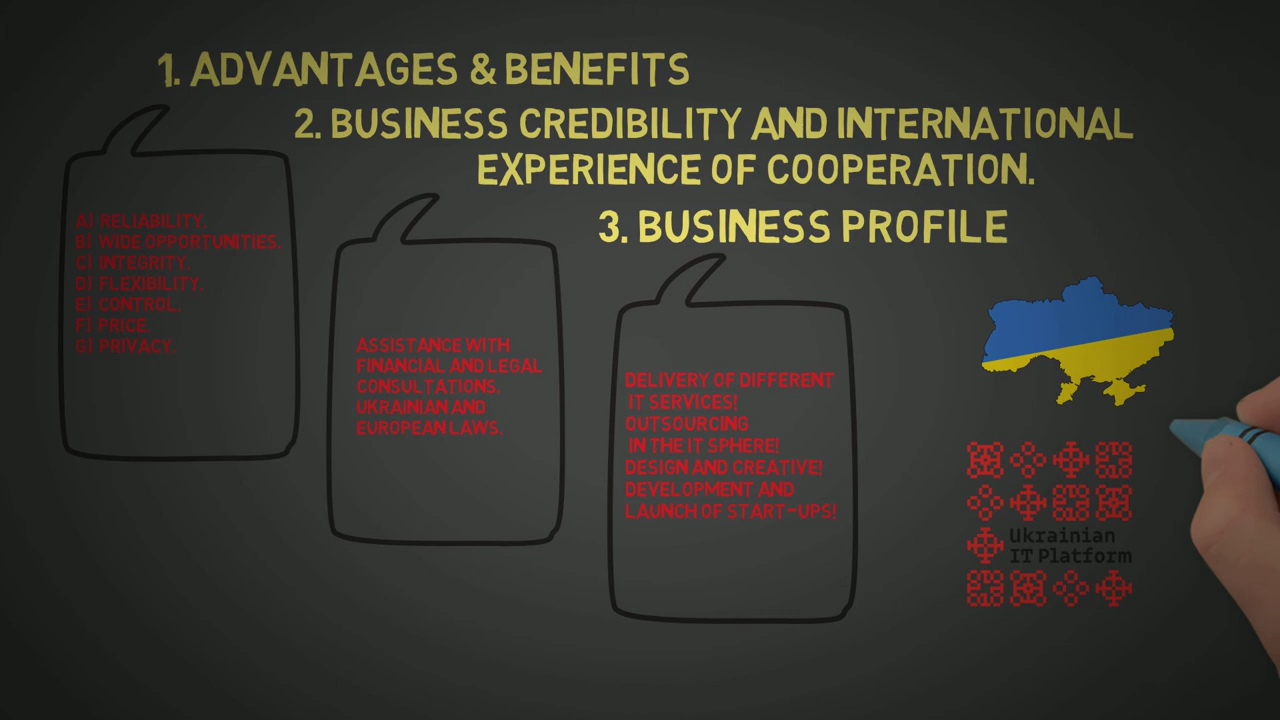 1. ADVANTAGES & BENEFITS
2. BUSINESS CREDIBILITY AND INTERNATIONAL
EXPERIENCE OF COOPERATION.
3. BUSINESS PROFILE
A) RELIABILITY.
B) WIDE OPPORTUNITIES.
C) INTEGRITY.
D) FLEXIBILITY.
E) CONTROL.
F) PRICE.
G) PRIVACY.
ASSISTANCE WITH
FINANCIAL AND LEGAL
CONSULTATIONS.
UKRAINIAN AND
EUROPEAN LAWS.
DELIVERY OF DIFFERENT
IT SERVICES!
OUTSOURCING
IN THE IT SPHERE!
DESIGN AND CREATIVE!
DEVELOPMENT AND
LAUNCH OF START-UPS!
Ukrainian
IT Platform